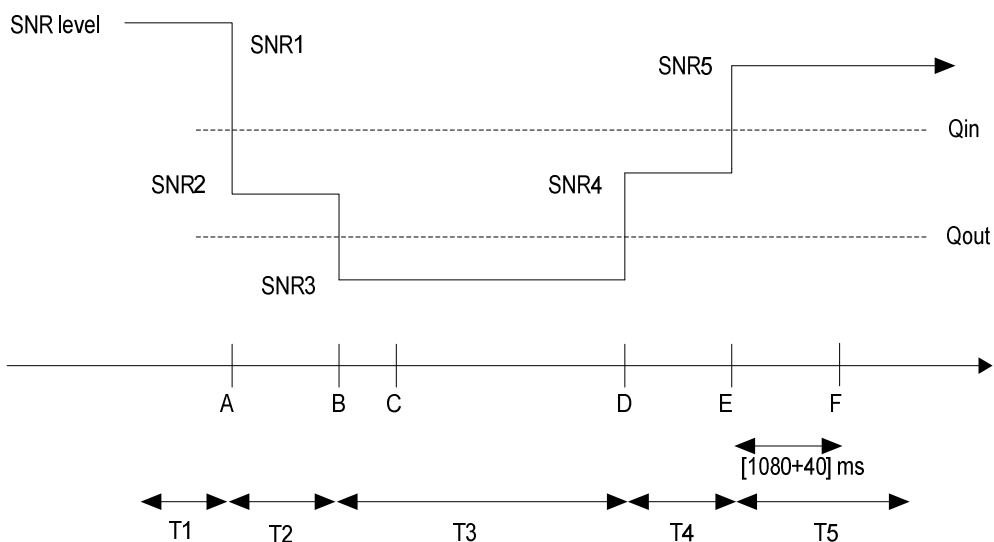 SNR level
SNR1
SNR5
Qin
SNR2
SNR4
Qout
SNR3
A B C D E F
[1080+40] ms
T1 T2 T3 T4 T5